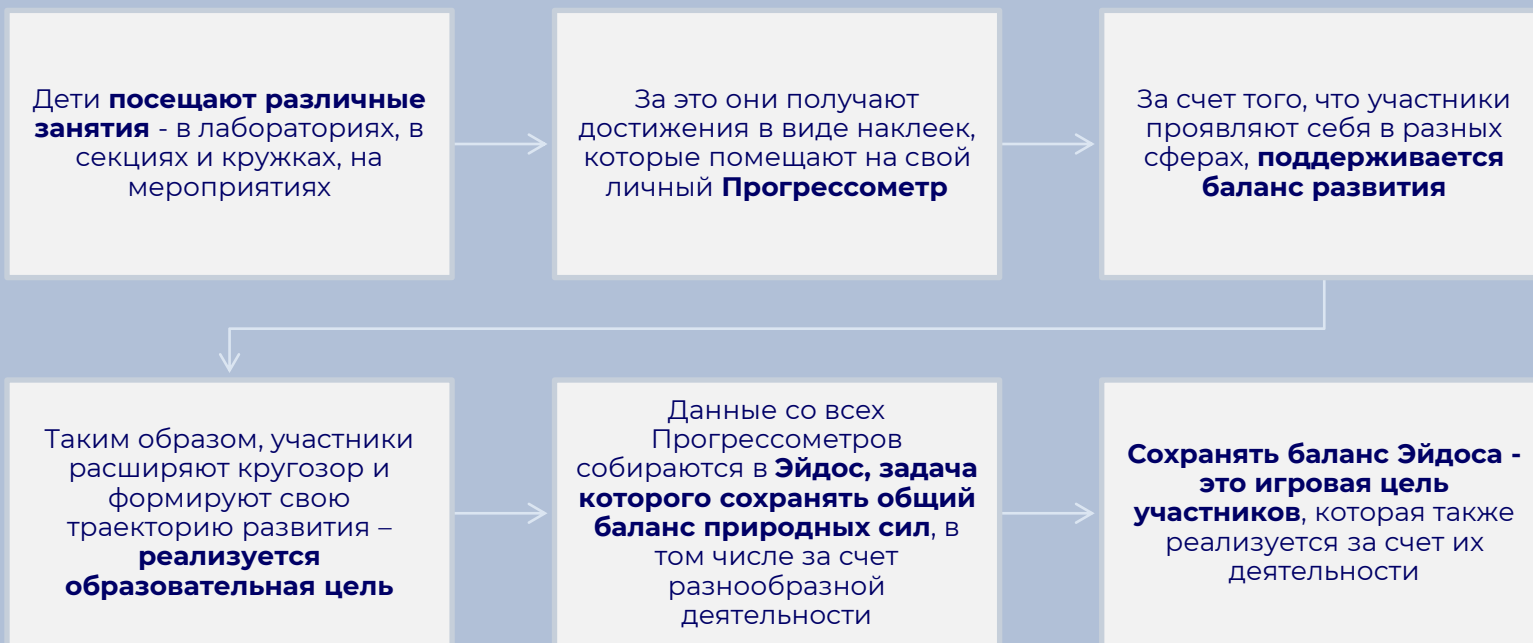 Дети посещают различные
занятия - в лабораториях, в
секциях и кружках, на
мероприятиях
За это они получают
достижения в виде наклеек,
которые помещают на свой
личный Прогрессометр
За счет того, что участники
проявляют себя в разных
сферах, поддерживается
баланс развития
Таким образом, участники
расширяют кругозор и
формируют свою
траекторию развития –
реализуется
образовательная цель
Данные со всех
Прогрессометров
собираются в Эйдос, задача
которого сохранять общий
баланс природных сил, в
том числе за счет
разнообразной
деятельности
Сохранять баланс Эйдоса -
это игровая цель
участников, которая также
реализуется за счет их
деятельности